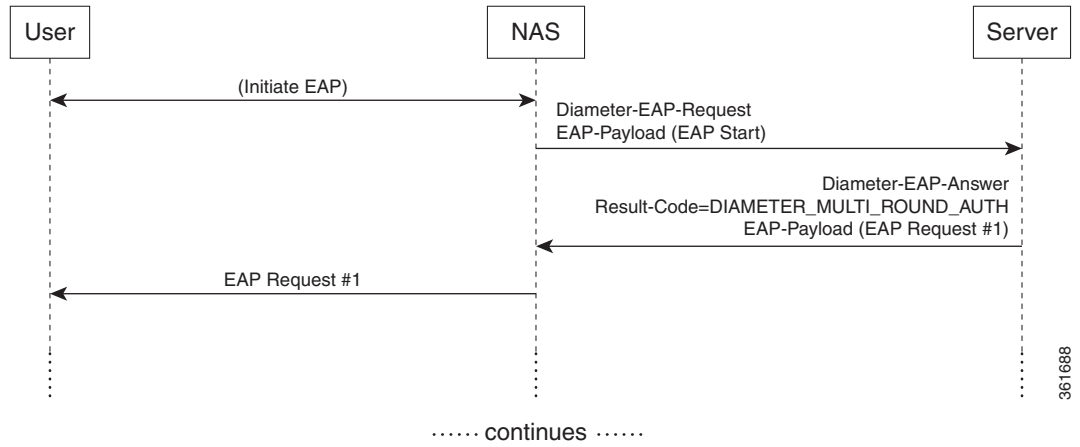 User
NAS
Server
(Initiate EAP)
Diameter-EAP-Request
EAP-Payload (EAP Start)
Diameter-EAP-Answer
Result-Code=DIAMETER_MULTI_ROUND_AUTH
EAP-Payload (EAP Request #1)
EAP Request #1
361688
...... continues ......